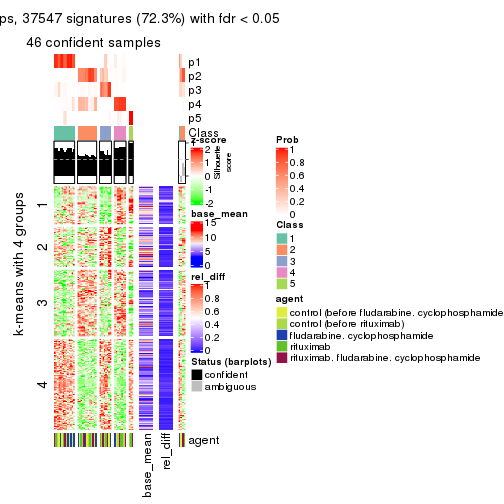 ps, 37547 signatures (72.3%) with fdr < 0.05
46 confident samples
p1
p2
p3
p4
p5
Class
z-score
2
1
0
-1
-2
Silhouette
score
1
2
3
4
k-means with 4 groups
base_mean
15
10
5
0
rel_diff
1
0.8
0.6
0.4
0.2
0
Status (barplots)
confident
ambiguous
agent
base_mean
rel_diff
Prob
1
0.8
0.6
0.4
0.2
0
Class
1
2
3
4
5
agent
control (before fludarabine. cyclophosphamide
control (before rituximab)
fludarabine. cyclophosphamide
rituximab
rituximab. fludarabine. cyclophosphamide